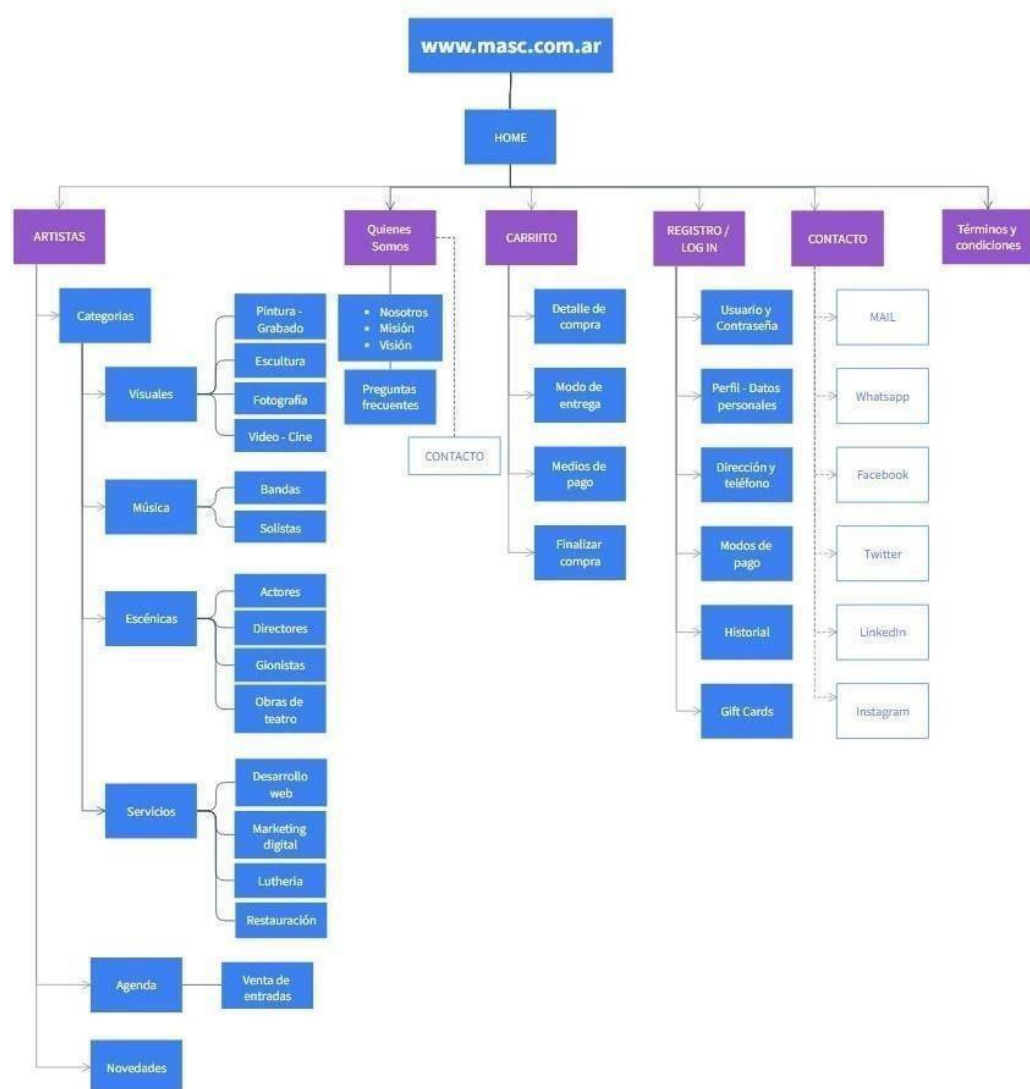 www.masc.com.ar
HOME
ARTISTAS
Quienes
Somos
CARRIITO
REGISTRO /
LOG IN
CONTACTO
Términos y
condiciones
Categorias
Visuales
Pintura -
Grabado
Escultura
Fotografía
Video - Cine
Música
Bandas
Solistas
Escénicas
Actores
Directores
Gionistas
Obras de
teatro
Servicios
Desarrollo
web
Marketing
digital
Lutheria
Restauración
Agenda
Venta de
entradas
Novedades
• Nosotros
• Misión
• Visión
Preguntas
frecuentes
CONTACTO
Detalle de
compra
Modo de
entrega
Medios de
pago
Finalizar
compra
Usuario y
Contraseña
Perfil - Datos
personales
Dirección y
teléfono
Modos de
pago
Historial
Gift Cards
MAIL
Whatsapp
Facebook
Twitter
LinkedIn
Instagram